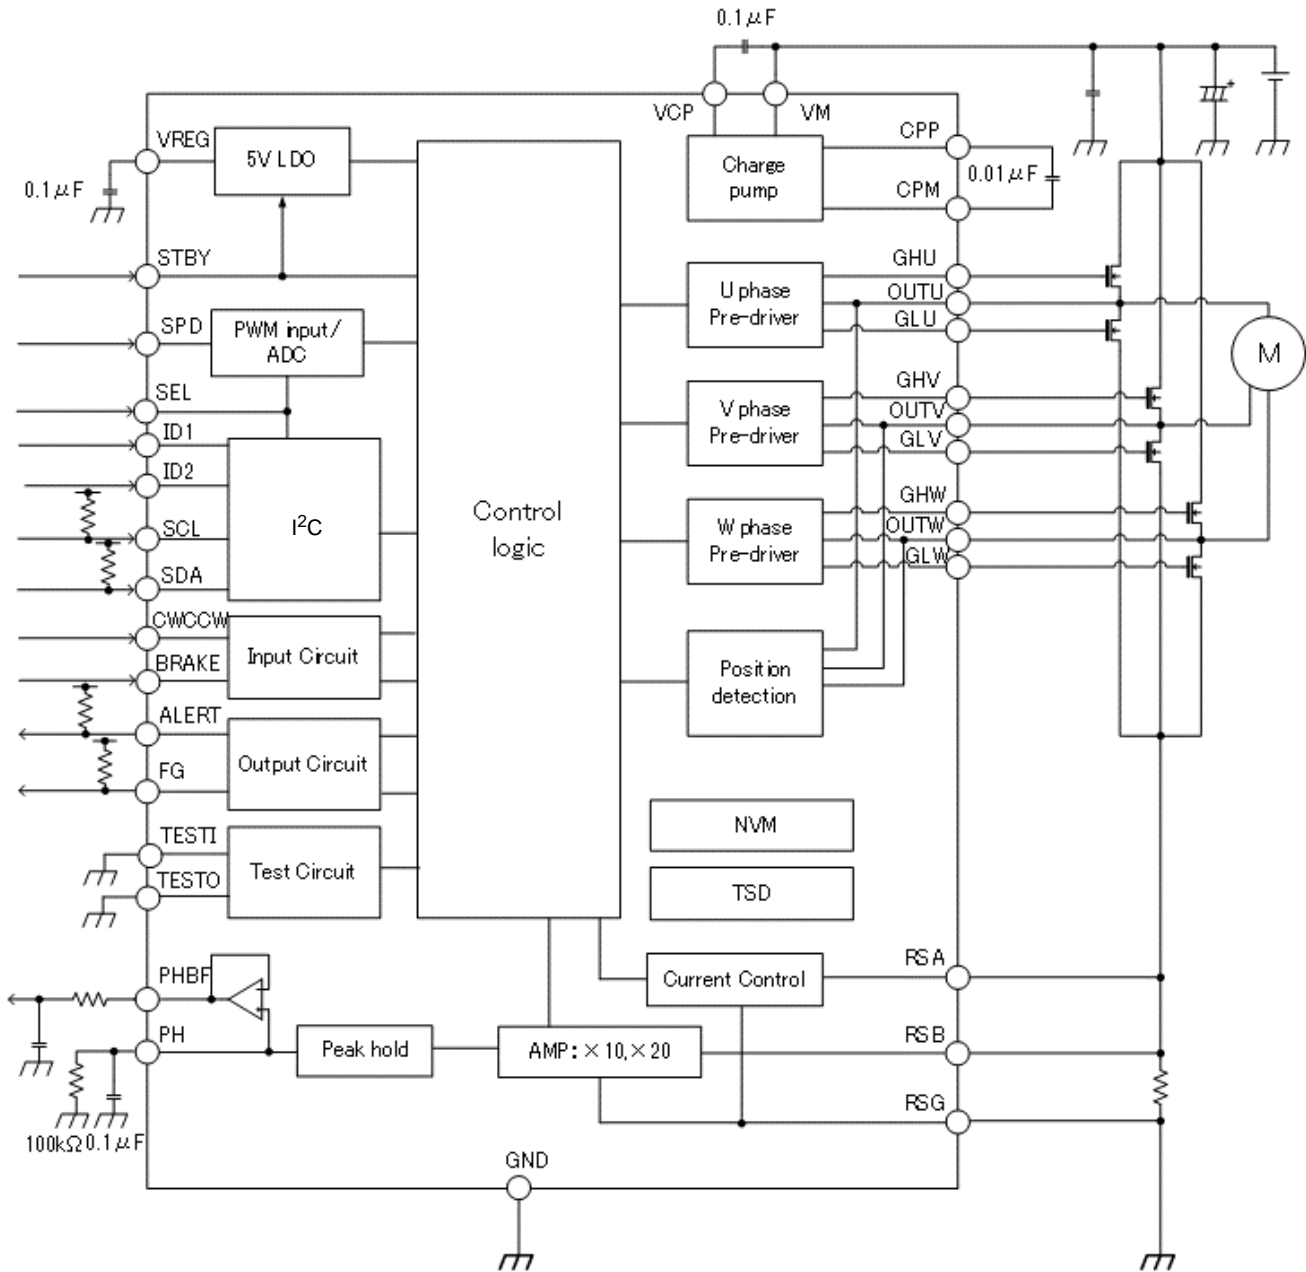 0.1μF
VCP
VM
VREG
5V LDO
0.1μF
Charge
pump
CPP
0.01μF
CPM
STBY
GHU
U phase
Pre-driver
OUTU
GLU
SPD
PWM input/
ADC
M
SEL
GHV
V phase
Pre-driver
OUTV
GLV
ID1
ID2
I²C
SCL
SDA
Control
logic
GHW
W phase
Pre-driver
OUTW
GLW
CWCCW
Input Circuit
BRAKE
Position
detection
ALERT
Output Circuit
FG
NVM
TESTI
Test Circuit
TESTO
TSD
PHBF
Current Control
RSA
PH
Peak hold
AMP: ×10,×20
RSB
RSG
100kΩ
0.1μF
GND